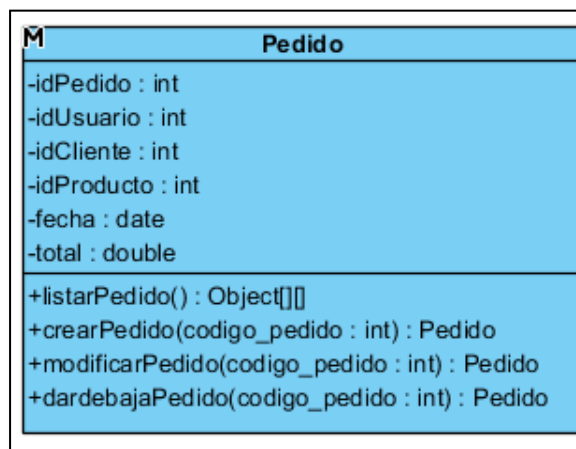 M
Pedido
-idPedido : int
-idUsuario : int
-idCliente : int
-idProducto : int
-fecha : date
-total : double
+listarPedido() : Object[][]
+crearPedido(codigo_pedido : int) : Pedido
+modificarPedido(codigo_pedido : int) : Pedido
+dardebajaPedido(codigo_pedido : int) : Pedido